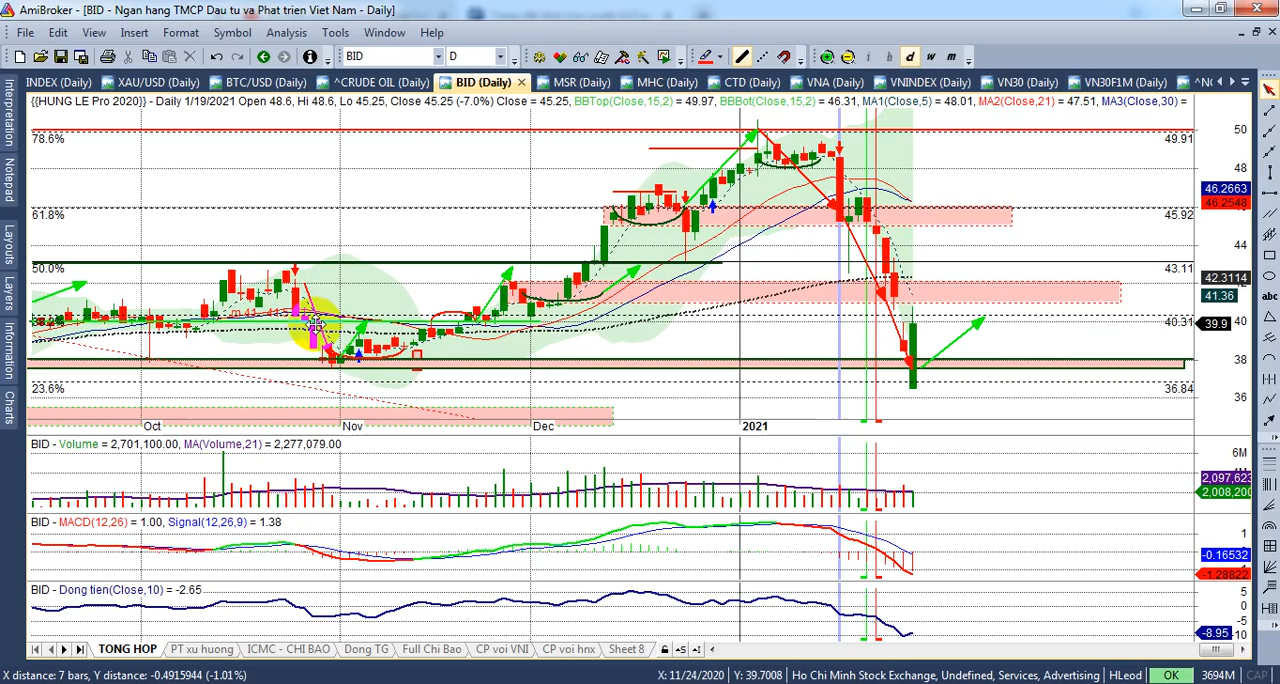 AmiBroker - [BID - Ngan hang TMCP Dau tu va Phat trien Viet Nam - Daily]
File Edit View Insert Format Symbol Analysis Tools Window Help
BID D i h d w m
INDEX (Daily) XAU/USD (Daily) BTC/USD (Daily) ^CRUDE OIL (Daily) BID (Daily) MSR (Daily) MHC (Daily) CTD (Daily) VNA (Daily) VNINDEX (Daily) VN30 (Daily) VN30F1M (Daily)
{{HUNG LE Pro 2020}} - Daily 1/19/2021 Open 48.6, Hi 48.6, Lo 45.25, Close 45.25 (-7.0%) Close = 45.25, BBTop(Close,15,2) = 49.97, BBBot(Close,15,2) = 46.31, MA1(Close,5) = 48.01, MA2(Close,21) = 47.51, MA3(Close,30) =
Interpretation
Notepad
Layouts
Layers
Information
Charts
abc
78.6% 49.91 50
48
46.2663
46.2548
61.8% 45.92
44
50.0% 43.11
42.3114
41.36
40.31 40
39.9
38
23.6% 36.84
36
Oct Nov Dec 2021
BID - Volume = 2,701,100.00, MA(Volume,21) = 2,277,079.00
6M
2,097,623
2,008,200
BID - MACD(12,26) = 1.00, Signal(12,26,9) = 1.38
1
-0.16532
-1.28822
BID - Dong tien(Close,10) = -2.65
5
0
-5
-8.95
-10
TONG HOP PT xu huong ICMC - CHI BAO Dong TG Full Chi Bao CP voi VNI CP voi hnx Sheet 8
X distance: 7 bars, Y distance: -0.4915944 (-1.01%) X: 11/24/2020 Y: 39.7008 Ho Chi Minh Stock Exchange, Undefined, Services, Advertising HLeod OK 3694M CAP